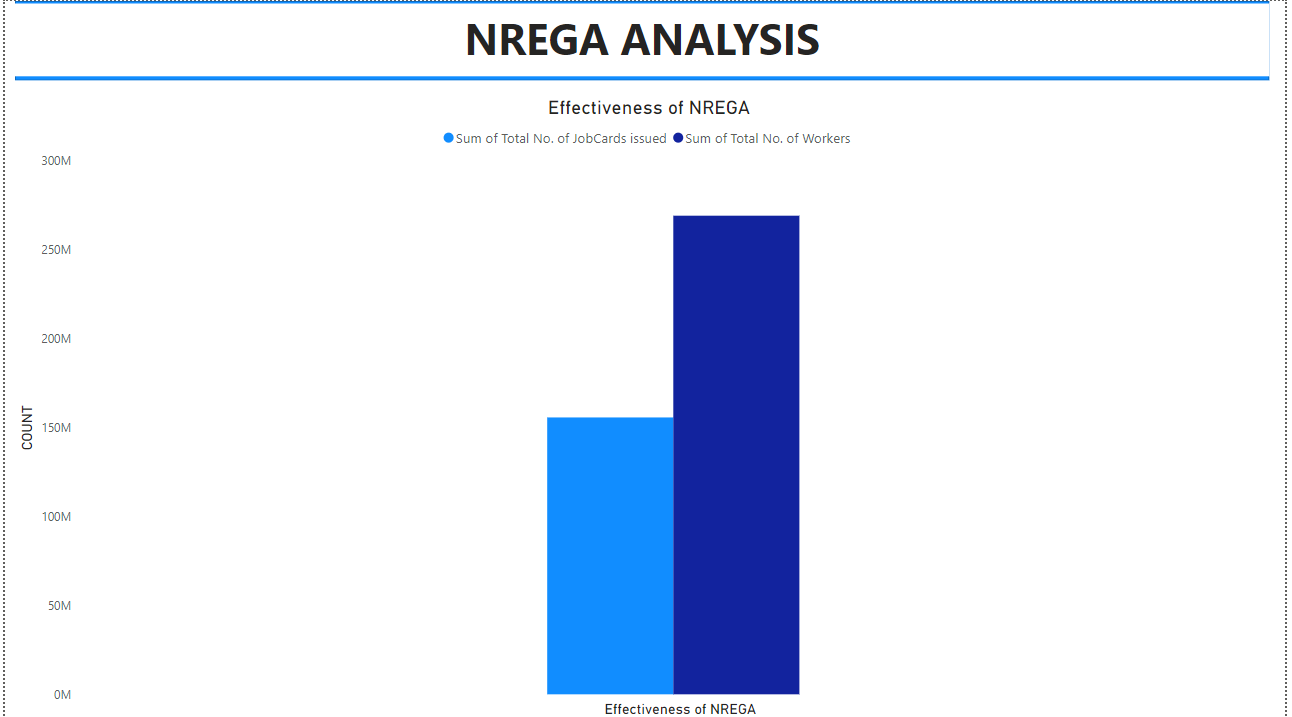 NREGA ANALYSIS
Effectiveness of NREGA
Sum of Total No. of JobCards issued Sum of Total No. of Workers
300M
250M
200M
150M
100M
50M
0M
COUNT
Effectiveness of NREGA